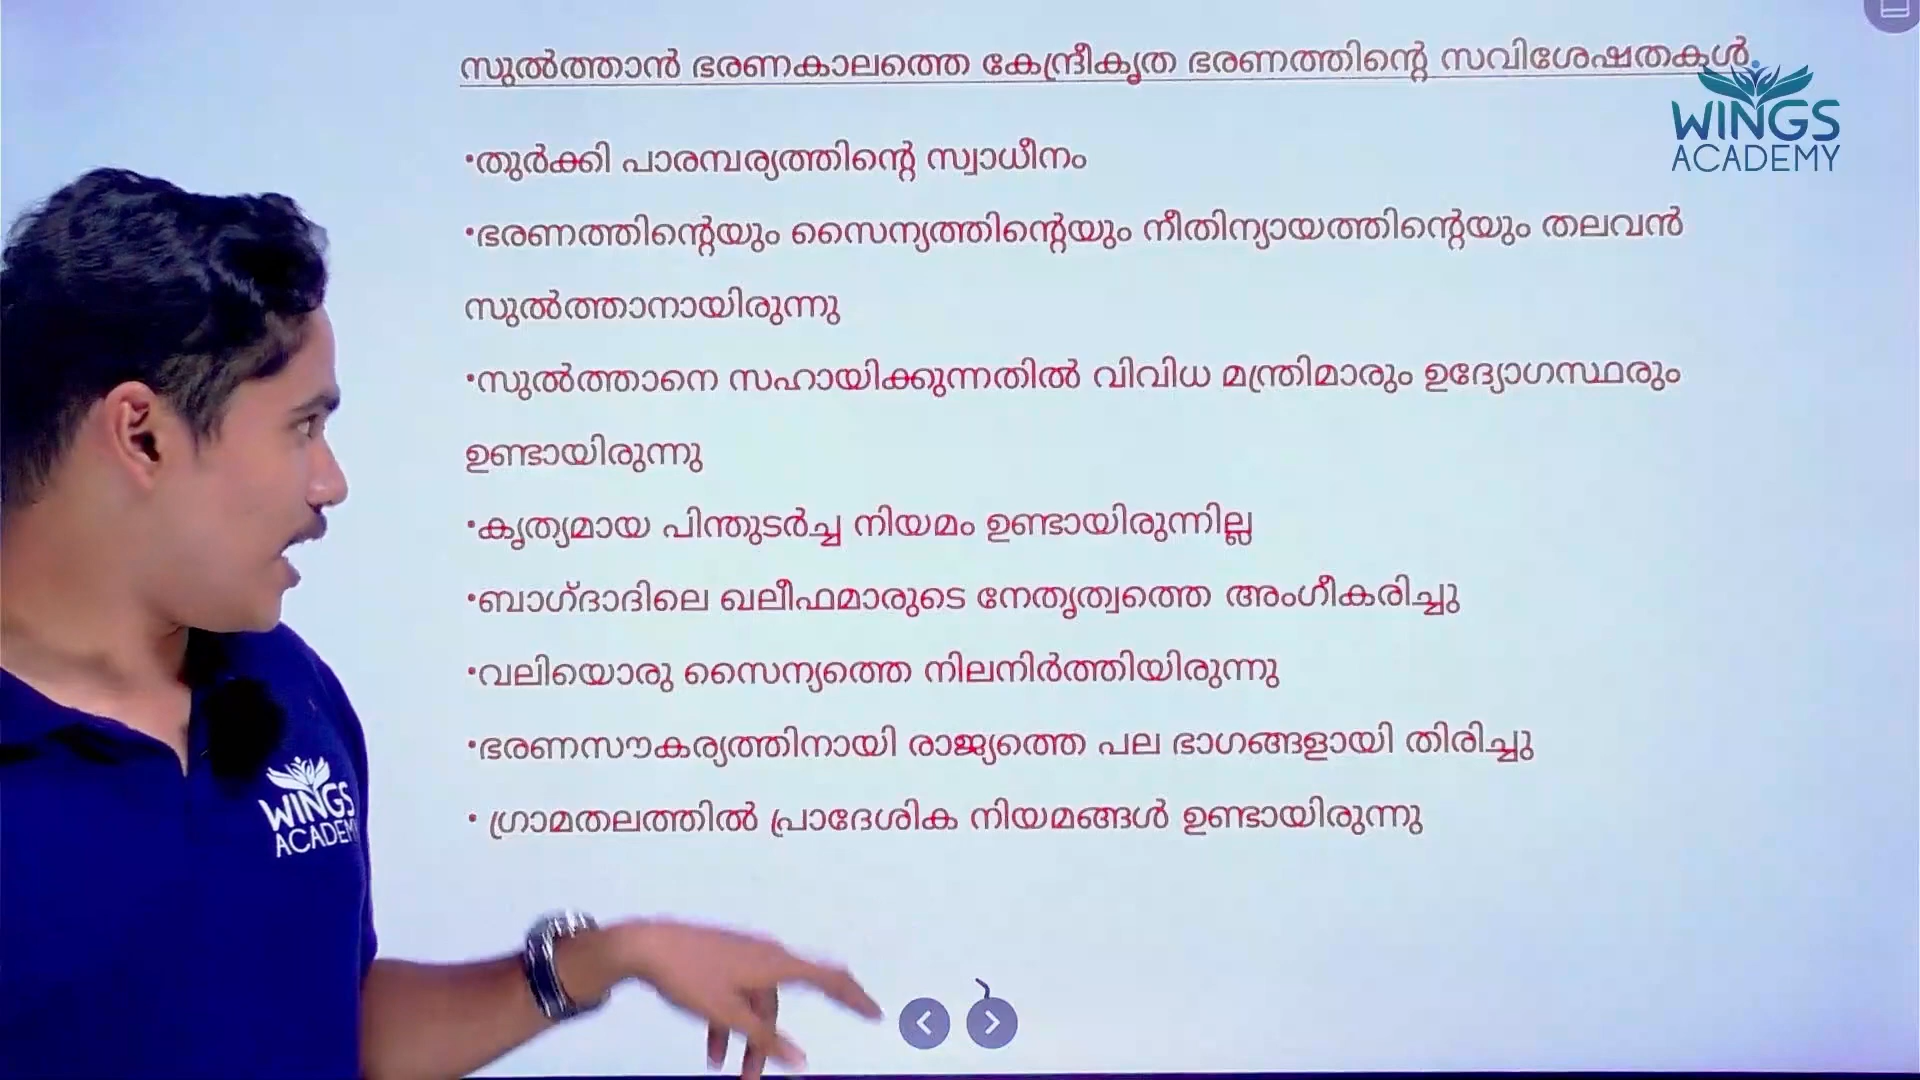 സുൽത്താൻ ഭരണകാലത്തെ കേന്ദ്രീകൃത ഭരണത്തിന്റെ സവിശേഷതകൾ
WINGS
ACADEMY
•തുർക്കി പാരമ്പര്യത്തിന്റെ സ്വാധീനം
•ഭരണത്തിന്റെയും സൈന്യത്തിന്റെയും നീതിന്യായത്തിന്റെയും തലവൻ
സുൽത്താനായിരുന്നു
•സുൽത്താനെ സഹായിക്കുന്നതിൽ വിവിധ മന്ത്രിമാരും ഉദ്യോഗസ്ഥരും
ഉണ്ടായിരുന്നു
•കൃത്യമായ പിന്തുടർച്ച നിയമം ഉണ്ടായിരുന്നില്ല
•ബാഗ്ദാദിലെ ഖലീഫമാരുടെ നേതൃത്വത്തെ അംഗീകരിച്ചു
•വലിയൊരു സൈന്യത്തെ നിലനിർത്തിയിരുന്നു
•ഭരണസൗകര്യത്തിനായി രാജ്യത്തെ പല ഭാഗങ്ങളായി തിരിച്ചു
• ഗ്രാമതലത്തിൽ പ്രാദേശിക നിയമങ്ങൾ ഉണ്ടായിരുന്നു
WINGS
ACADEMY